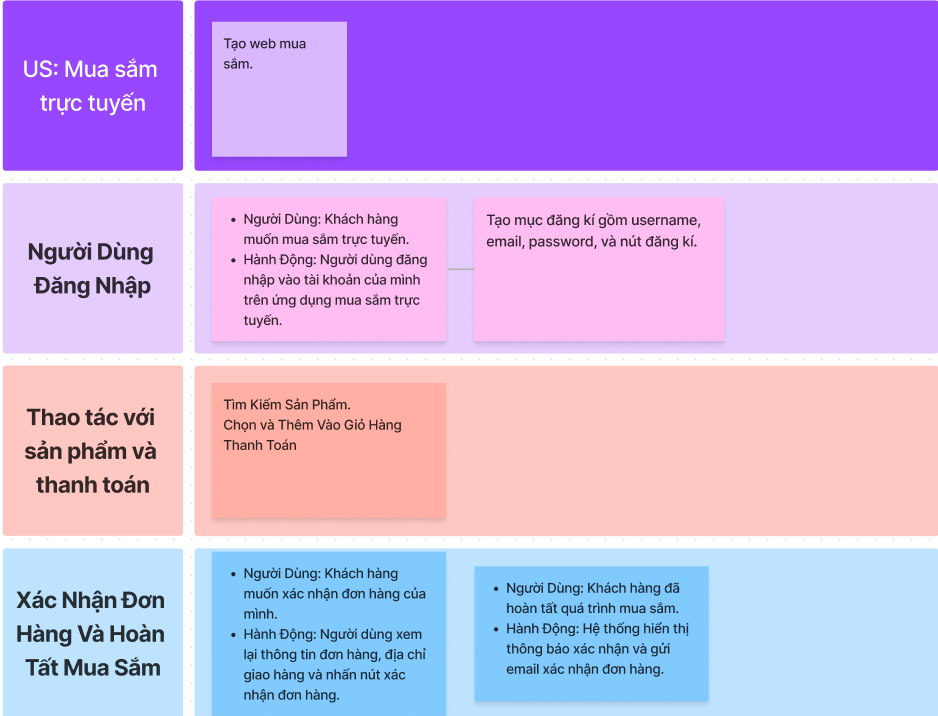 US: Mua sắm
trực tuyến
Tạo web mua
sắm.
Người Dùng
Đăng Nhập
• Người Dùng: Khách hàng
muốn mua sắm trực tuyến.
• Hành Động: Người dùng đăng
nhập vào tài khoản của mình
trên ứng dụng mua sắm trực
tuyến.
Tạo mục đăng kí gồm username,
email, password, và nút đăng kí.
Thao tác với
sản phẩm và
thanh toán
Tìm Kiếm Sản Phẩm.
Chọn và Thêm Vào Giỏ Hàng
Thanh Toán
Xác Nhận Đơn
Hàng Và Hoàn
Tất Mua Sắm
• Người Dùng: Khách hàng
muốn xác nhận đơn hàng của
mình.
• Hành Động: Người dùng xem
lại thông tin đơn hàng, địa chỉ
giao hàng và nhấn nút xác
nhận đơn hàng.
• Người Dùng: Khách hàng đã
hoàn tất quá trình mua sắm.
• Hành Động: Hệ thống hiển thị
thông báo xác nhận và gửi
email xác nhận đơn hàng.